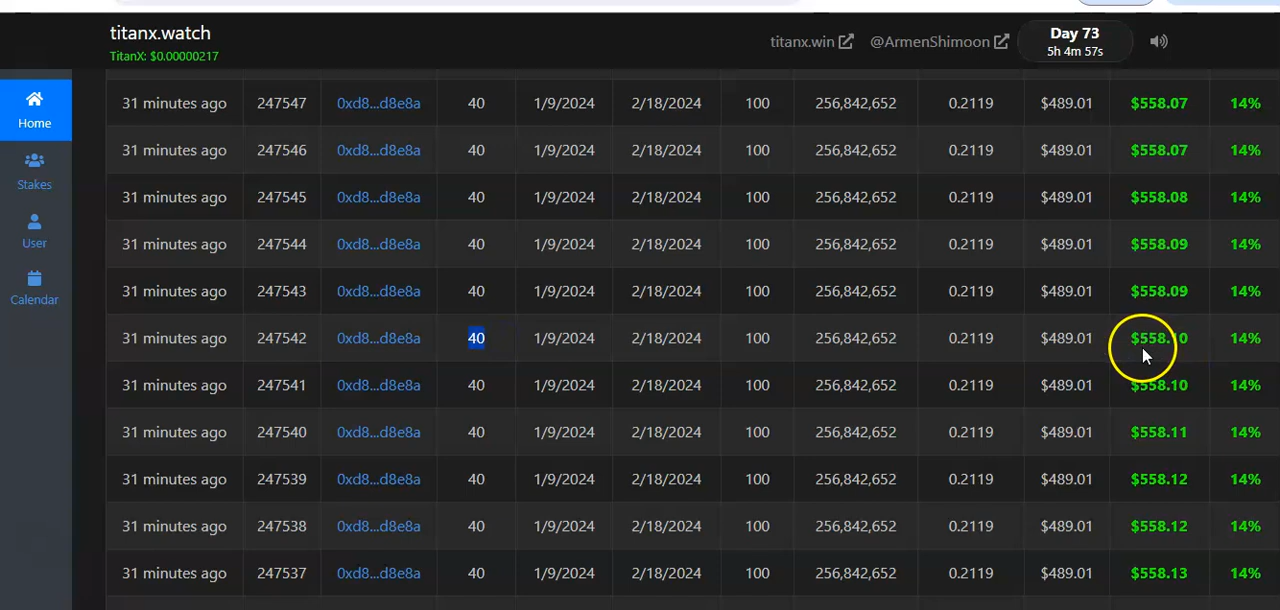 titanx.watch
TitanX: $0.00000217
titanx.win
@ArmenShimoon
Day 73
5h 4m 57s
Home
Stakes
User
Calendar
31 minutes ago 247547 0xd8...d8e8a 40 1/9/2024 2/18/2024 100 256,842,652 0.2119 $489.01 $558.07 14%
31 minutes ago 247546 0xd8...d8e8a 40 1/9/2024 2/18/2024 100 256,842,652 0.2119 $489.01 $558.07 14%
31 minutes ago 247545 0xd8...d8e8a 40 1/9/2024 2/18/2024 100 256,842,652 0.2119 $489.01 $558.08 14%
31 minutes ago 247544 0xd8...d8e8a 40 1/9/2024 2/18/2024 100 256,842,652 0.2119 $489.01 $558.09 14%
31 minutes ago 247543 0xd8...d8e8a 40 1/9/2024 2/18/2024 100 256,842,652 0.2119 $489.01 $558.09 14%
31 minutes ago 247542 0xd8...d8e8a 40 1/9/2024 2/18/2024 100 256,842,652 0.2119 $489.01 $558.10 14%
31 minutes ago 247541 0xd8...d8e8a 40 1/9/2024 2/18/2024 100 256,842,652 0.2119 $489.01 $558.10 14%
31 minutes ago 247540 0xd8...d8e8a 40 1/9/2024 2/18/2024 100 256,842,652 0.2119 $489.01 $558.11 14%
31 minutes ago 247539 0xd8...d8e8a 40 1/9/2024 2/18/2024 100 256,842,652 0.2119 $489.01 $558.12 14%
31 minutes ago 247538 0xd8...d8e8a 40 1/9/2024 2/18/2024 100 256,842,652 0.2119 $489.01 $558.12 14%
31 minutes ago 247537 0xd8...d8e8a 40 1/9/2024 2/18/2024 100 256,842,652 0.2119 $489.01 $558.13 14%